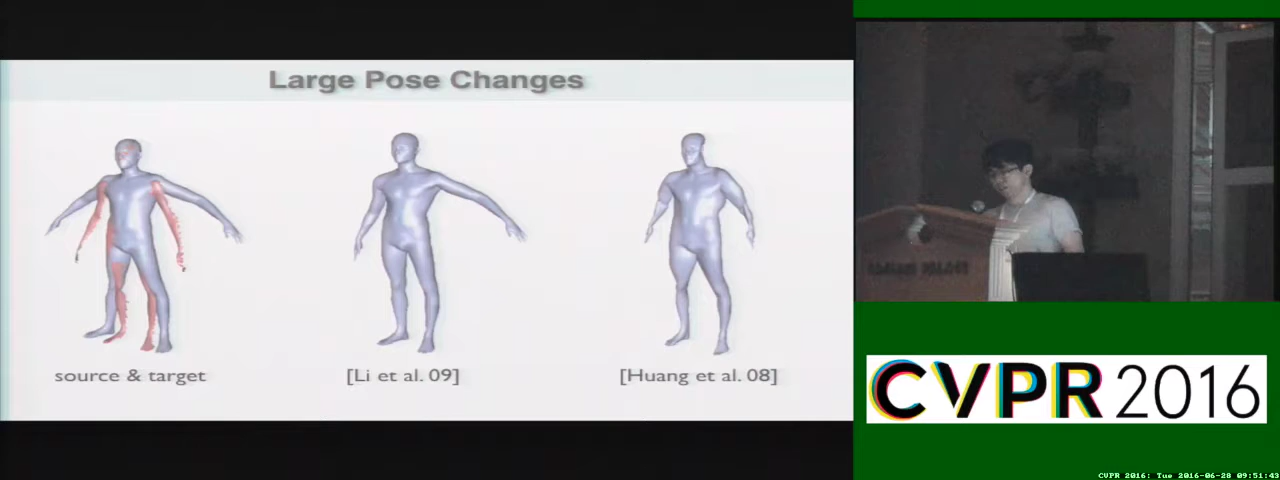 Large Pose Changes
source & target
[Li et al. 09]
[Huang et al. 08]
CVPR 2016
CVPR 2016: Tue 2016-06-28 09:51:43